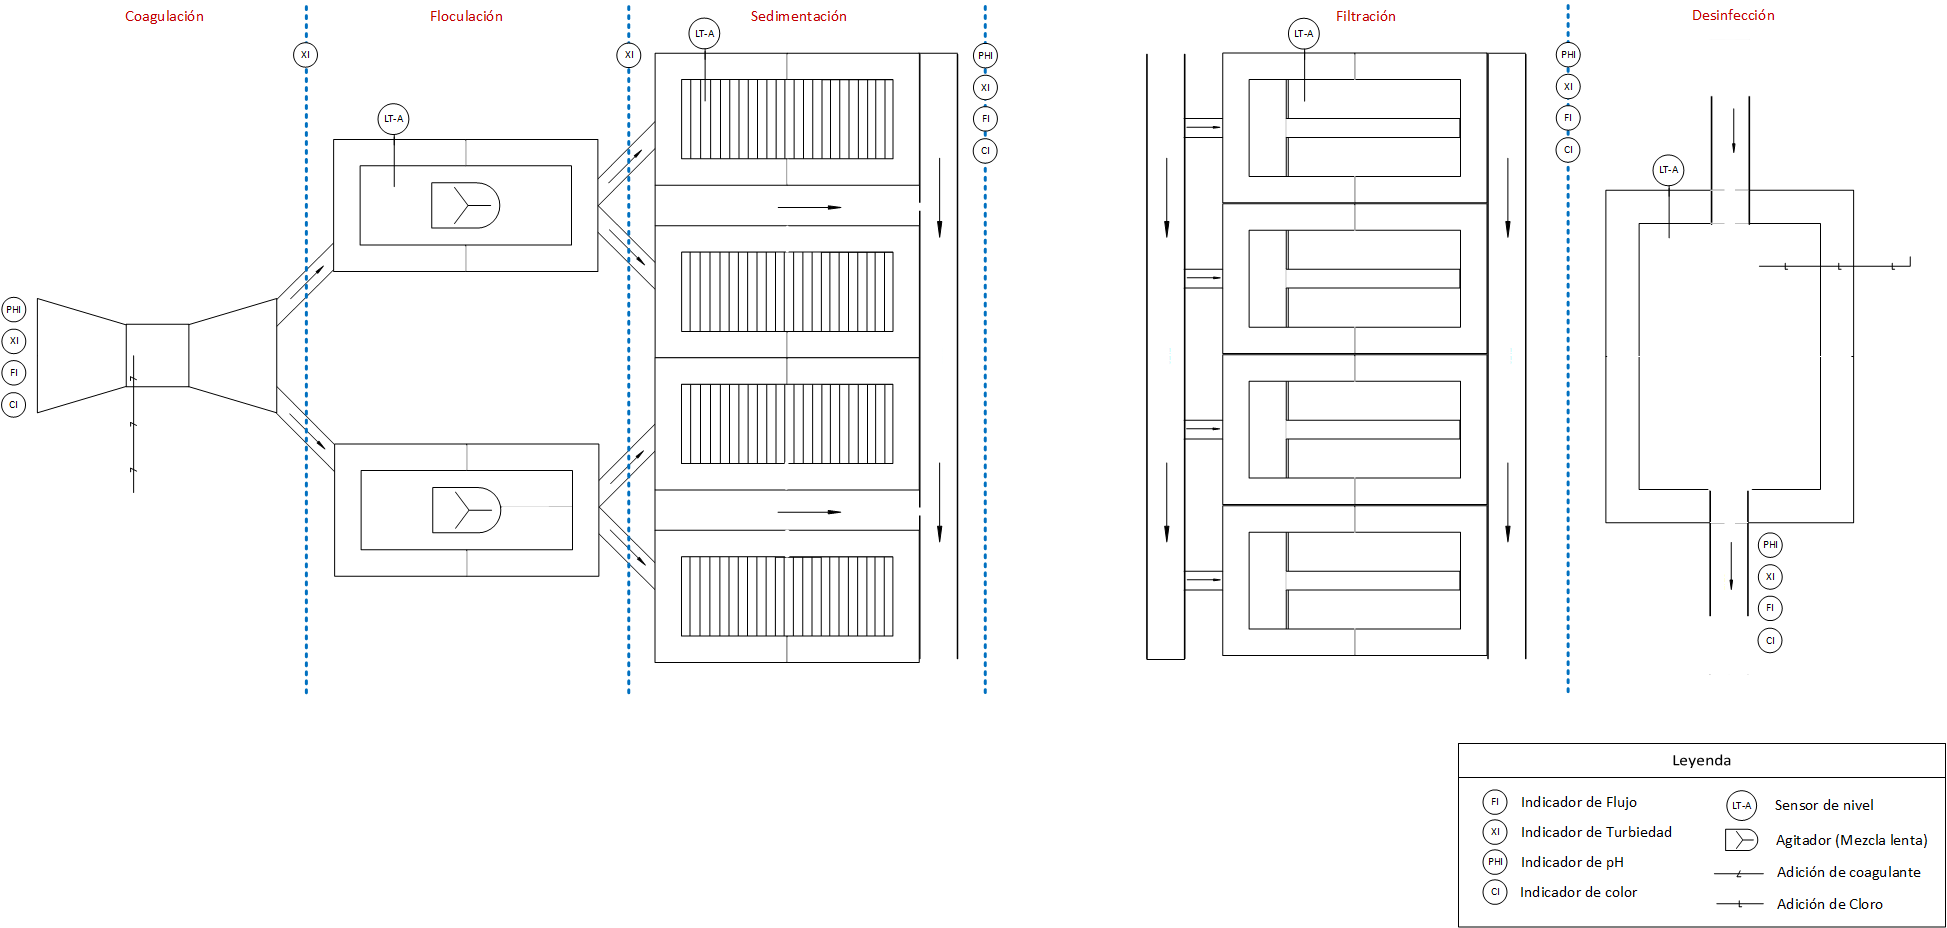 Coagulación
Floculación
Sedimentación
Filtración
Desinfección
XI
XI
LT-A
PHI
XI
FI
CI
LT-A
PHI
XI
FI
CI
LT-A
LT-A
PHI
XI
FI
CI
PHI
XI
FI
CI
Leyenda
FI Indicador de Flujo
XI Indicador de Turbiedad
PHI Indicador de pH
CI Indicador de color
LT-A Sensor de nivel
Agitador (Mezcla lenta)
Adición de coagulante
Adición de Cloro